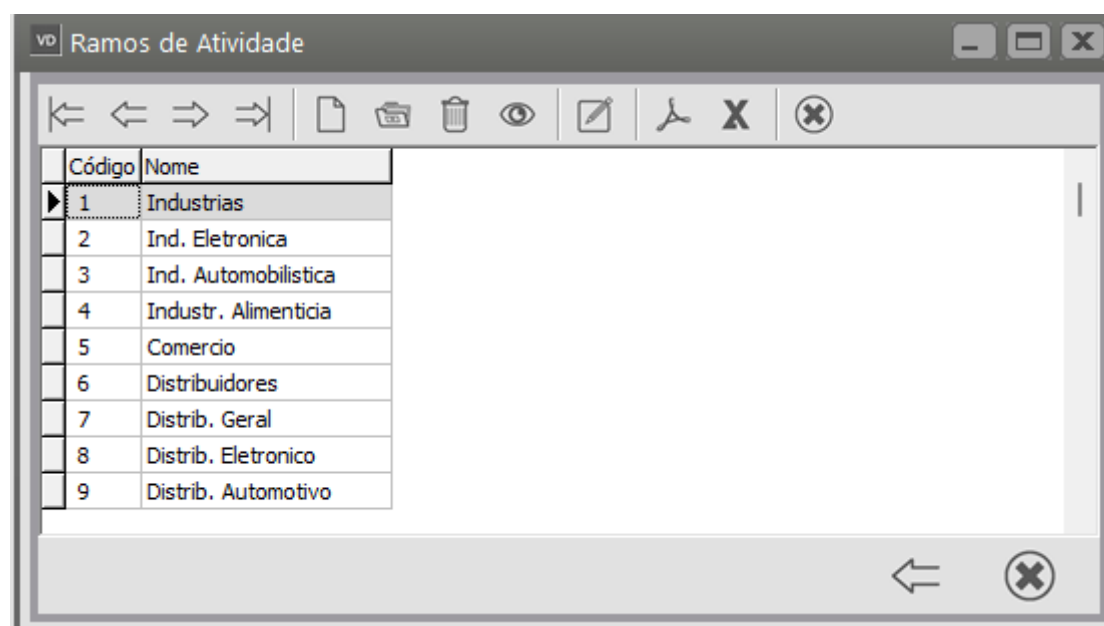 VD Ramos de Atividade
Código Nome
1 Industrias
2 Ind. Eletronica
3 Ind. Automobilistica
4 Industr. Alimenticia
5 Comercio
6 Distribuidores
7 Distrib. Geral
8 Distrib. Eletronico
9 Distrib. Automotivo